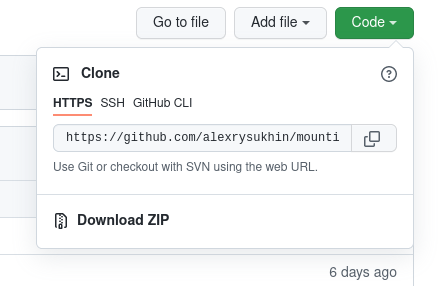 Go to file Add file Code
Clone
HTTPS SSH GitHub CLI
https://github.com/alexrysukhin/mounti
Use Git or checkout with SVN using the web URL.
Download ZIP
6 days ago